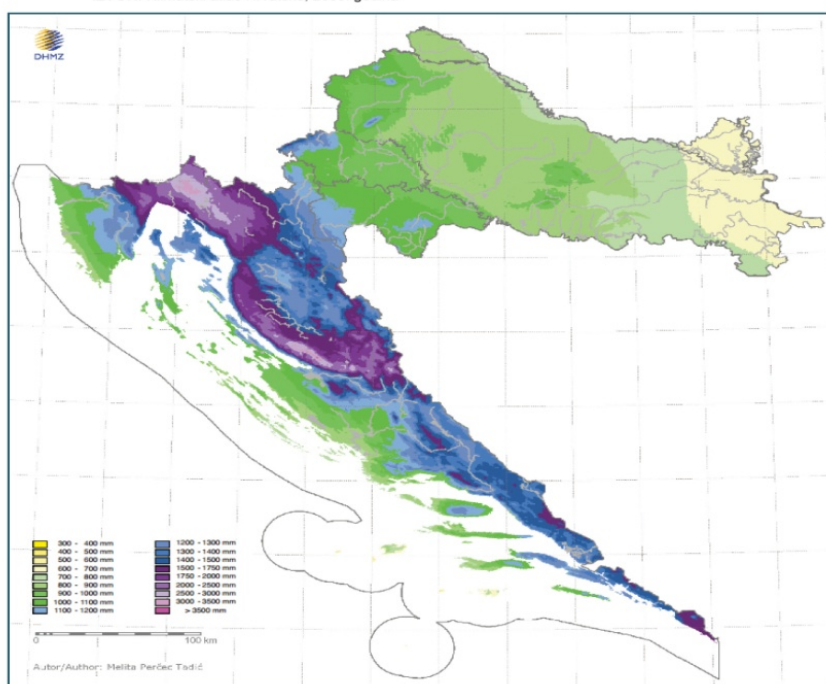 DHMZ
300 - 400 mm
400 - 500 mm
500 - 600 mm
600 - 700 mm
700 - 800 mm
800 - 900 mm
900 - 1000 mm
1000 - 1100 mm
1100 - 1200 mm
1200 - 1300 mm
1300 - 1400 mm
1400 - 1500 mm
1500 - 1750 mm
1750 - 2000 mm
2000 - 2500 mm
2500 - 3000 mm
3000 - 3500 mm
> 3500 mm
0 100 km
Autor/Author: Melita Perčec Tadić